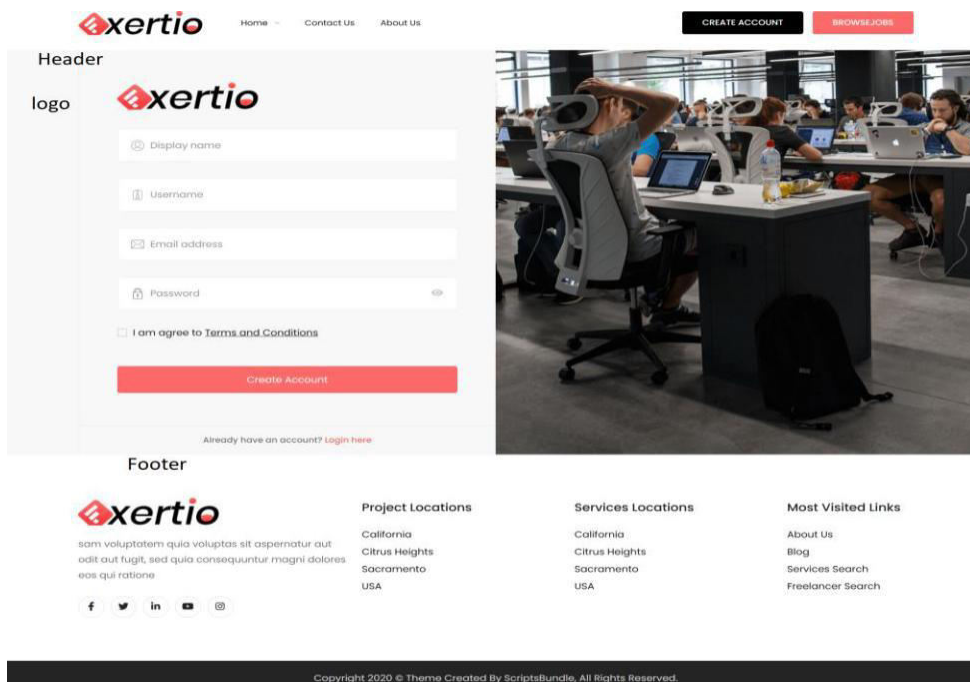 exertio
Home
Contact Us
About Us
CREATE ACCOUNT
BROWSEJOBS
Header
logo
exertio
Display name
Username
Email address
Password
I am agree to Terms and Conditions
Create Account
Already have an account? Login here
Footer
exertio
sam voluptatem quia voluptas sit aspernatur aut
odit aut fugit, sed quia consequuntur magni dolores
eos qui ratione
Project Locations
California
Citrus Heights
Sacramento
USA
Services Locations
California
Citrus Heights
Sacramento
USA
Most Visited Links
About Us
Blog
Services Search
Freelancer Search
Copyright 2020 © Theme Created By ScriptsBundle, All Rights Reserved.